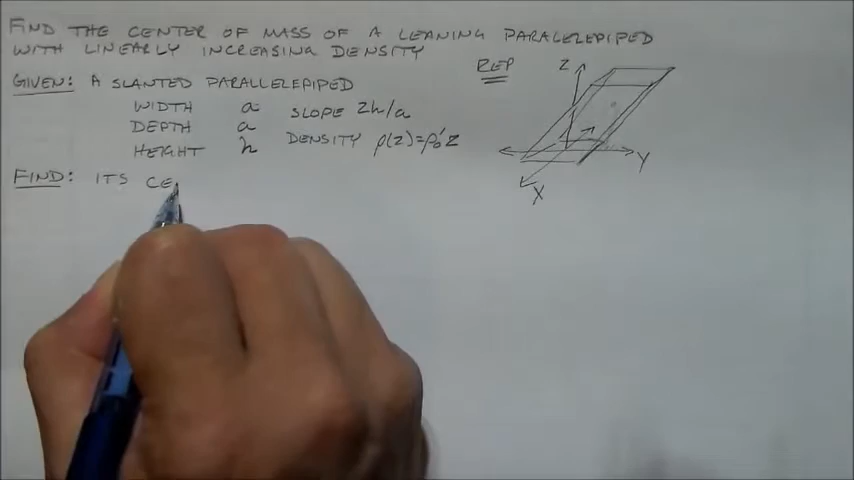 FIND THE CENTER OF MASS OF A LEANING PARALEREPIPED
WITH LINEARLY INCREASING DENSITY
GIVEN: A SLANTED PARALLELEPIPED
WIDTH a SLOPE 2h/a
DEPTH a DENSITY ρ(z)=ρ₀'z
HEIGHT h
FIND: ITS CE
REP
Z
Y
X